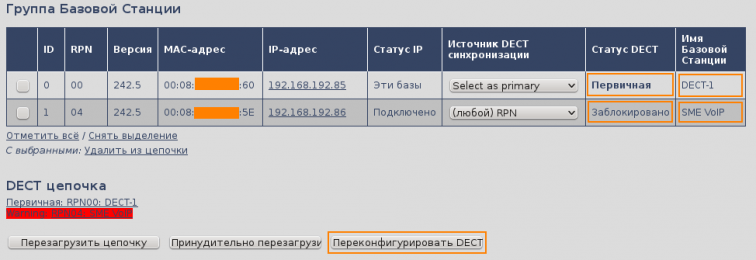 Группа Базовой Станции
ID RPN Версия MAC-адрес IP-адрес Статус IP Источник DECT синхронизации Статус DECT Имя Базовой Станции
0 00 242.5 00:08: :60 192.168.192.85 Эти базы Select as primary Первичная DECT-1
1 04 242.5 00:08: :5E 192.168.192.86 Подключено (любой) RPN Заблокировано SME VoIP
Отметить всё / Снять выделение
С выбранными: Удалить из цепочки
DECT цепочка
Первичная: RPN00: DECT-1
RPN04: SME VoIP
Перезагрузить цепочку Принудительно перезагрузи Переконфигурировать DECT